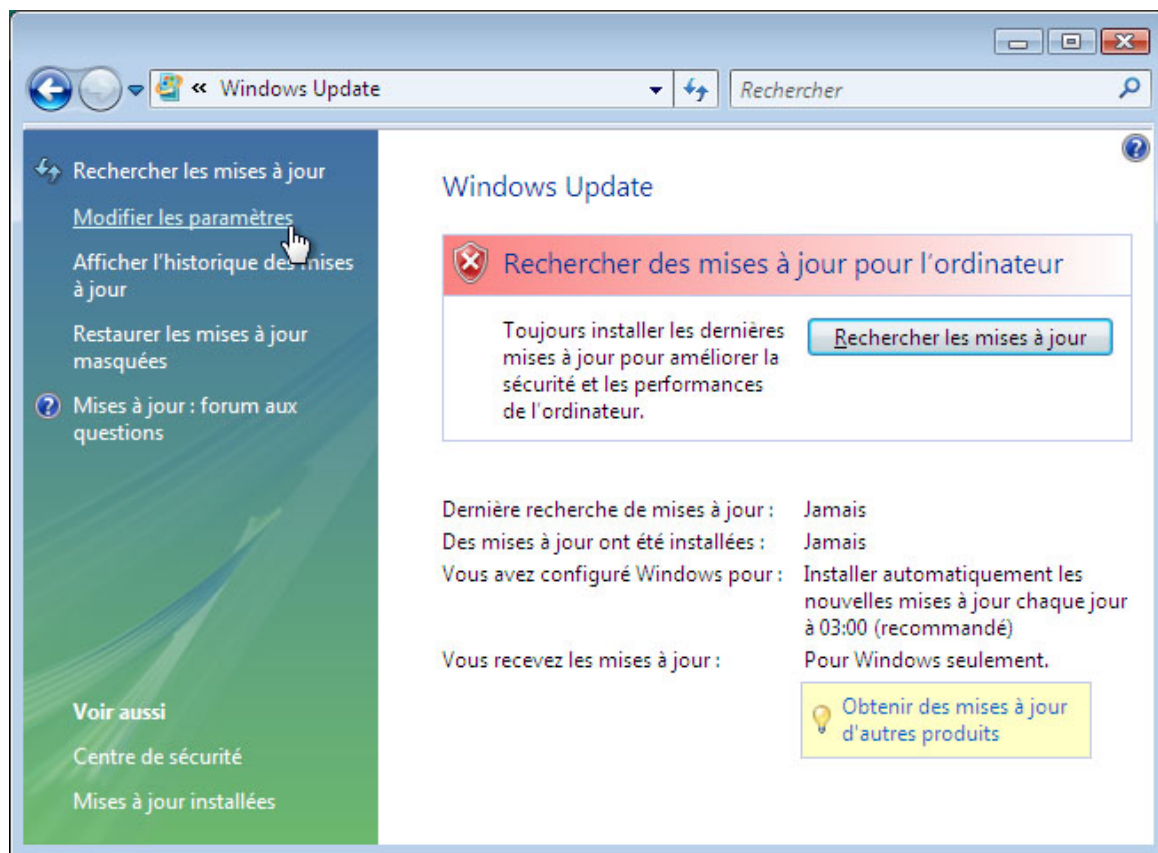 « Windows Update
Rechercher
Rechercher les mises à jour
Modifier les paramètres
Afficher l'historique des mises
à jour
Restaurer les mises à jour
masquées
Mises à jour : forum aux
questions
Voir aussi
Centre de sécurité
Mises à jour installées
Windows Update
Rechercher des mises à jour pour l'ordinateur
Toujours installer les dernières
mises à jour pour améliorer la
sécurité et les performances
de l'ordinateur.
Rechercher les mises à jour
Dernière recherche de mises à jour : Jamais
Des mises à jour ont été installées : Jamais
Vous avez configuré Windows pour : Installer automatiquement les
nouvelles mises à jour chaque jour
à 03:00 (recommandé)
Vous recevez les mises à jour : Pour Windows seulement.
Obtenir des mises à jour
d'autres produits